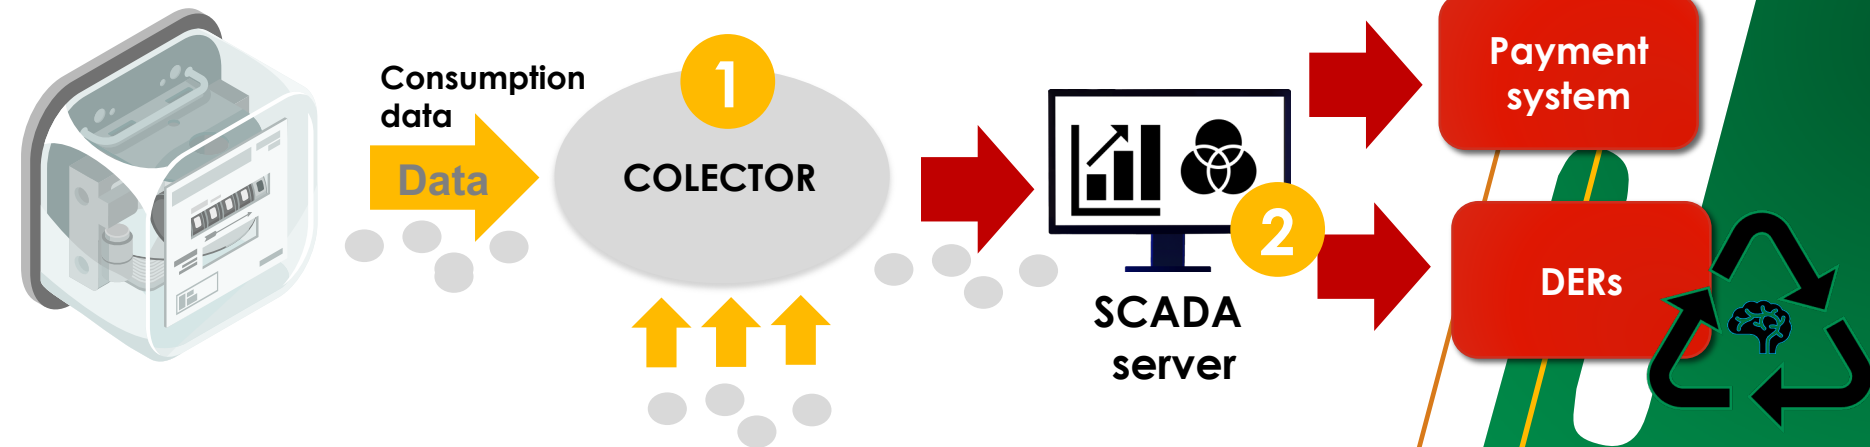 Consumption
data
Data
1
COLECTOR
SCADA
server
2
Payment
system
DERs